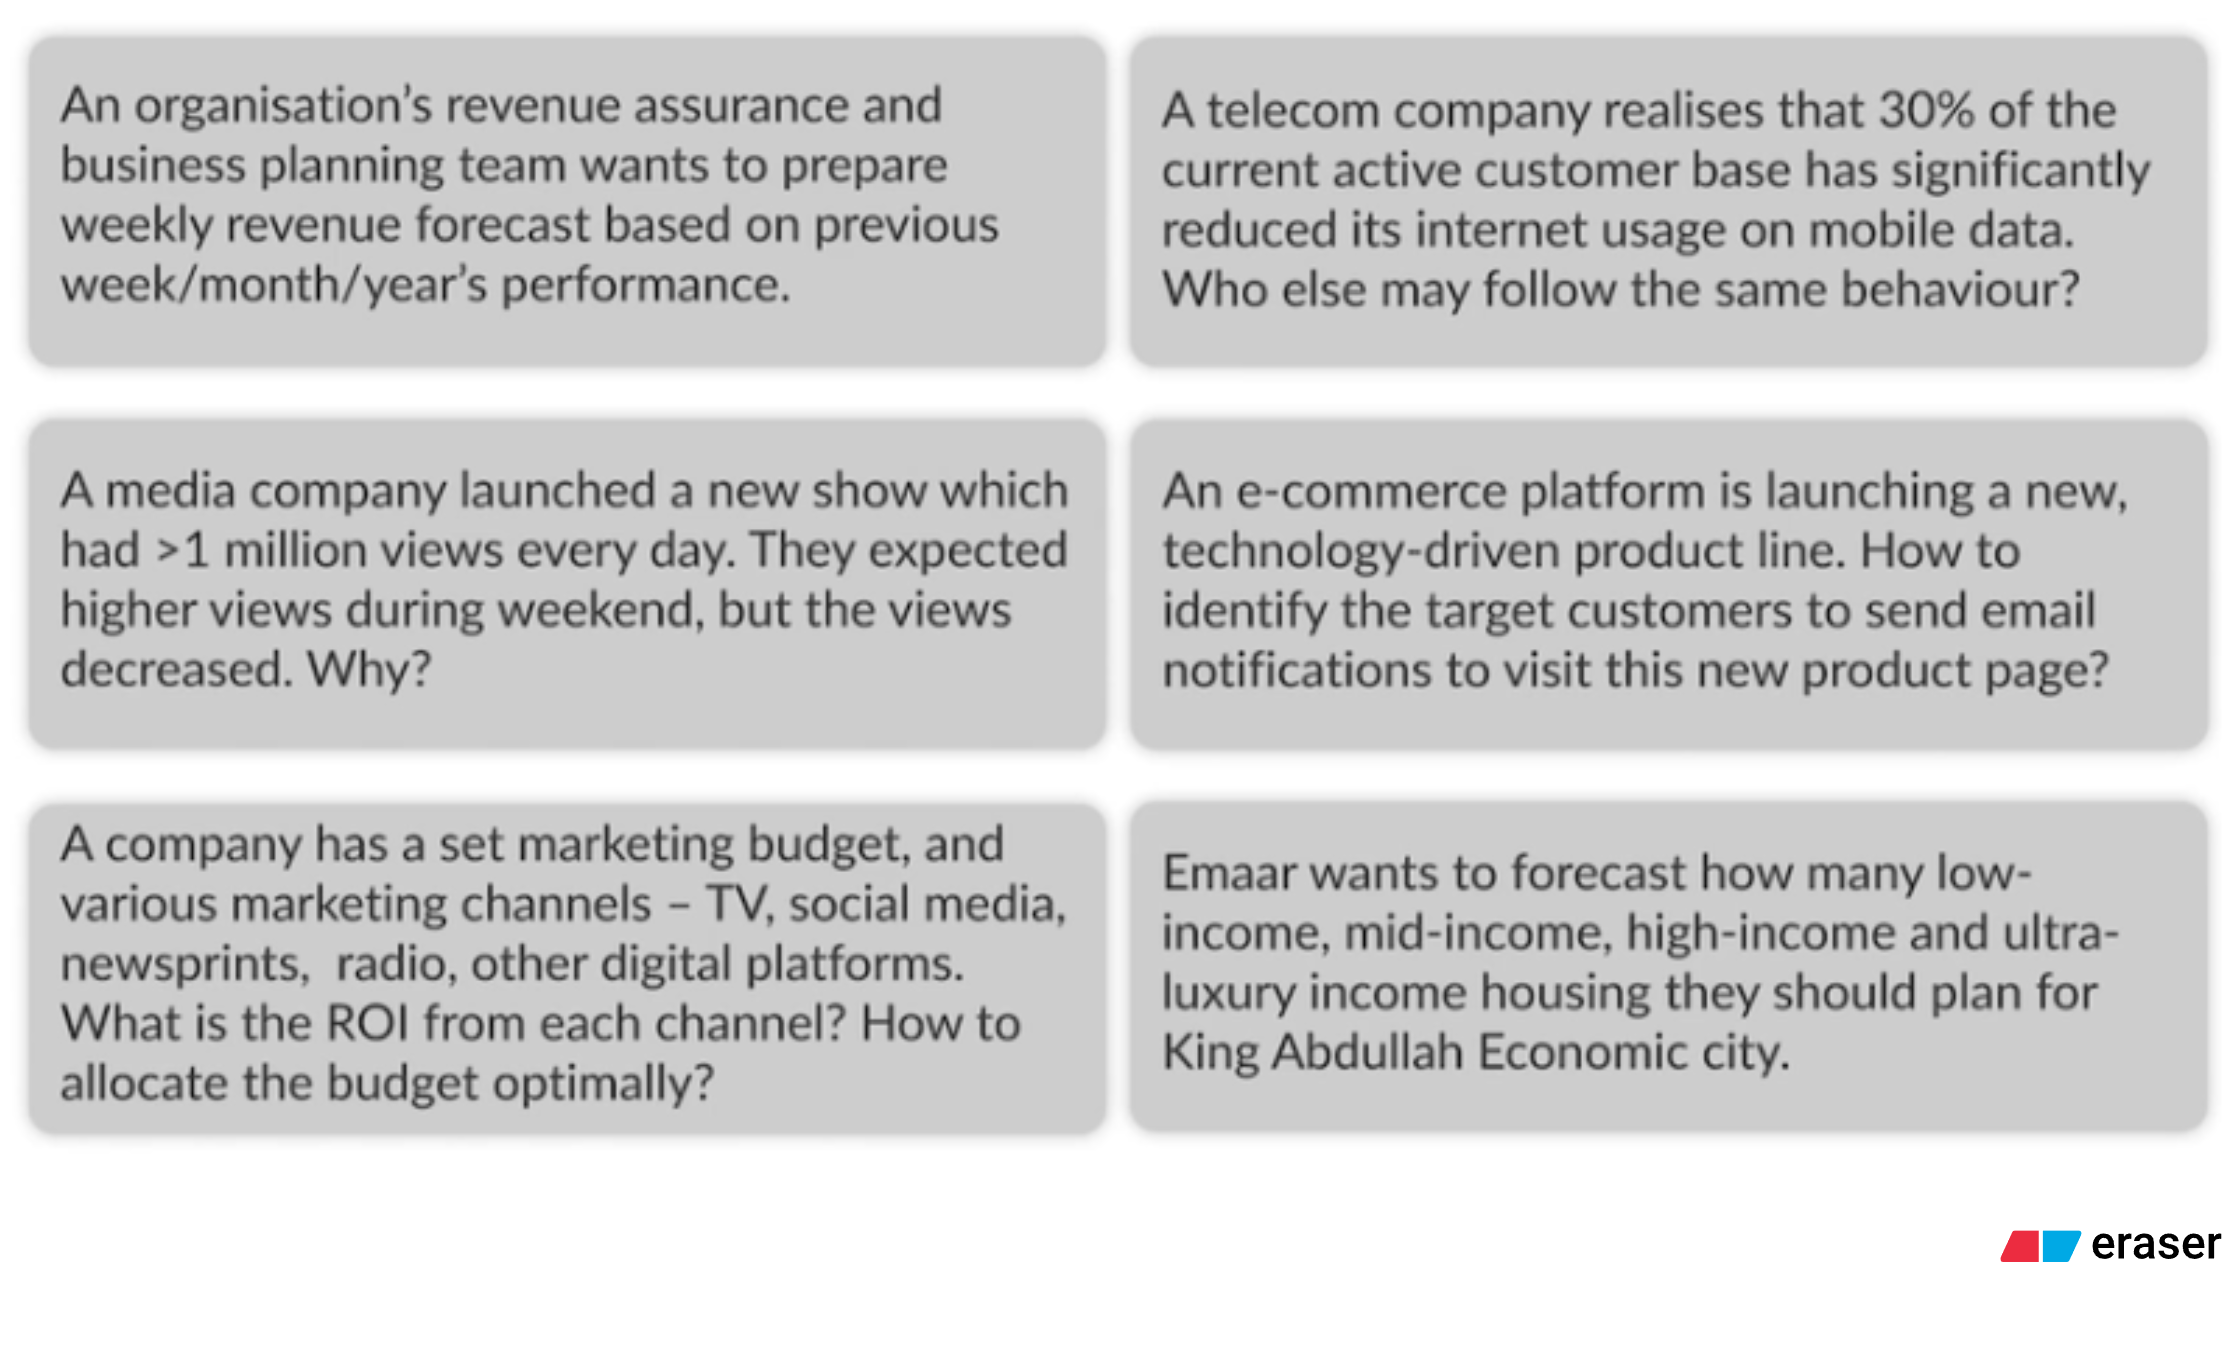 An organisation’s revenue assurance and
business planning team wants to prepare
weekly revenue forecast based on previous
week/month/year’s performance.
A telecom company realises that 30% of the
current active customer base has significantly
reduced its internet usage on mobile data.
Who else may follow the same behaviour?
A media company launched a new show which
had >1 million views every day. They expected
higher views during weekend, but the views
decreased. Why?
An e-commerce platform is launching a new,
technology-driven product line. How to
identify the target customers to send email
notifications to visit this new product page?
A company has a set marketing budget, and
various marketing channels – TV, social media,
newsprints,  radio, other digital platforms.
What is the ROI from each channel? How to
allocate the budget optimally?
Emaar wants to forecast how many low-
income, mid-income, high-income and ultra-
luxury income housing they should plan for
King Abdullah Economic city.
eraser